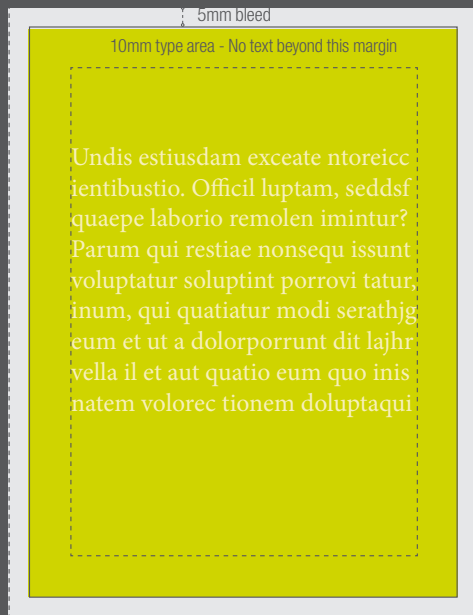 5mm bleed
10mm type area - No text beyond this margin
Undis estiusdam exceate ntoreicc
ientibustio. Officil luptam, seddsf
quaepe laborio remolen imintur?
Parum qui restiae nonsequ issunt
voluptatur soluptint porrovi tatur,
inum, qui quatiatur modi serathjg
eum et ut a dolorporrunt dit lajhr
vella il et aut quatio eum quo inis
natem volorec tionem doluptaqui